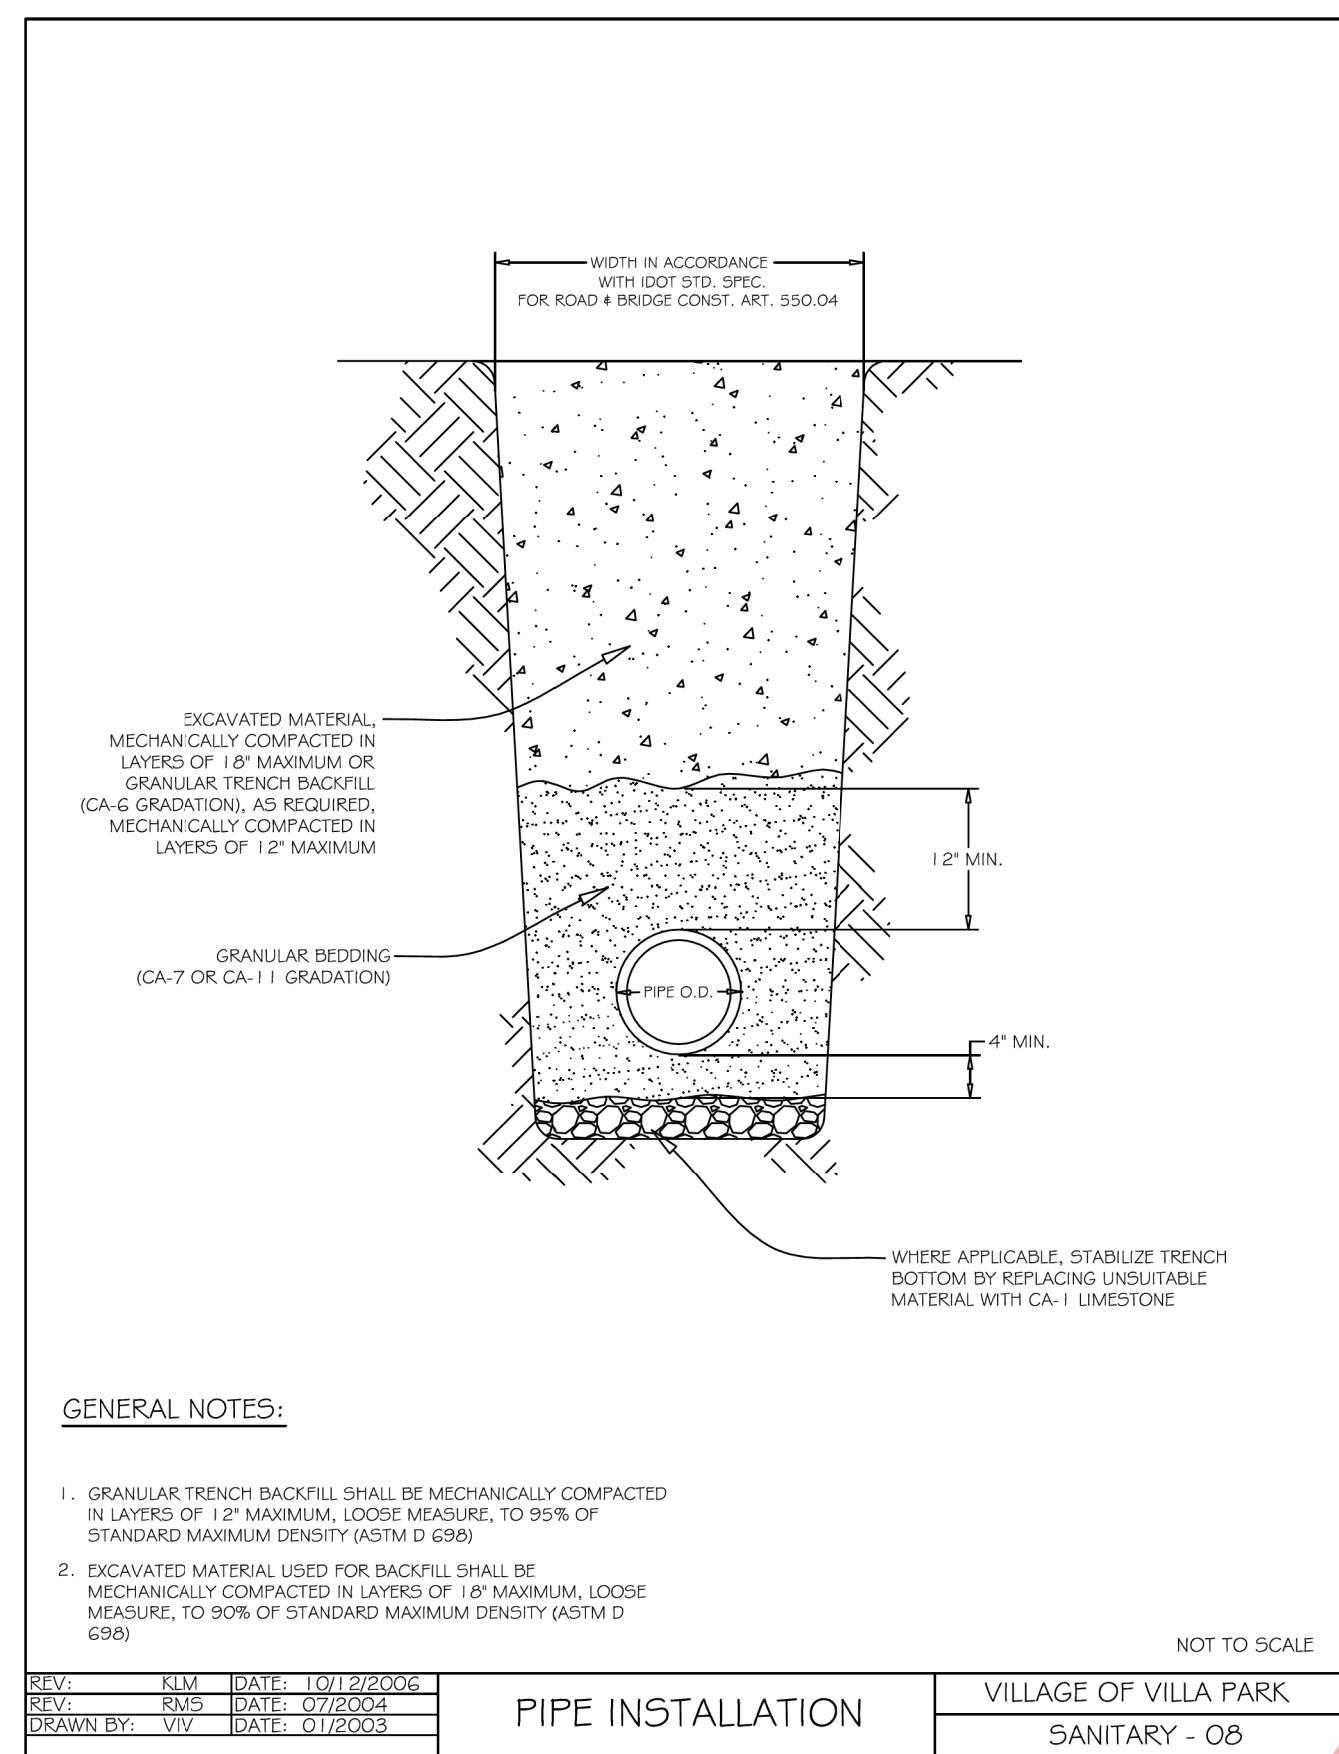 WIDTH IN ACCORDANCE
WITH IDOT STD. SPEC.
FOR ROAD & BRIDGE CONST. ART. 550.04
EXCAVATED MATERIAL,
MECHANICALLY COMPACTED IN
LAYERS OF 18" MAXIMUM OR
GRANULAR TRENCH BACKFILL
(CA-6 GRADATION), AS REQUIRED,
MECHANICALLY COMPACTED IN
LAYERS OF 12" MAXIMUM
12" MIN.
GRANULAR BEDDING
(CA-7 OR CA-11 GRADATION)
PIPE O.D.
4" MIN.
WHERE APPLICABLE, STABILIZE TRENCH
BOTTOM BY REPLACING UNSUITABLE
MATERIAL WITH CA-1 LIMESTONE
GENERAL NOTES:
1. GRANULAR TRENCH BACKFILL SHALL BE MECHANICALLY COMPACTED
IN LAYERS OF 12" MAXIMUM, LOOSE MEASURE, TO 95% OF
STANDARD MAXIMUM DENSITY (ASTM D 698)
2. EXCAVATED MATERIAL USED FOR BACKFILL SHALL BE
MECHANICALLY COMPACTED IN LAYERS OF 18" MAXIMUM, LOOSE
MEASURE, TO 90% OF STANDARD MAXIMUM DENSITY (ASTM D
698)
NOT TO SCALE
REV: KLM DATE: 10/12/2006
REV: RMS DATE: 07/2004
DRAWN BY: VIV DATE: 01/2003
PIPE INSTALLATION
VILLAGE OF VILLA PARK
SANITARY - 08